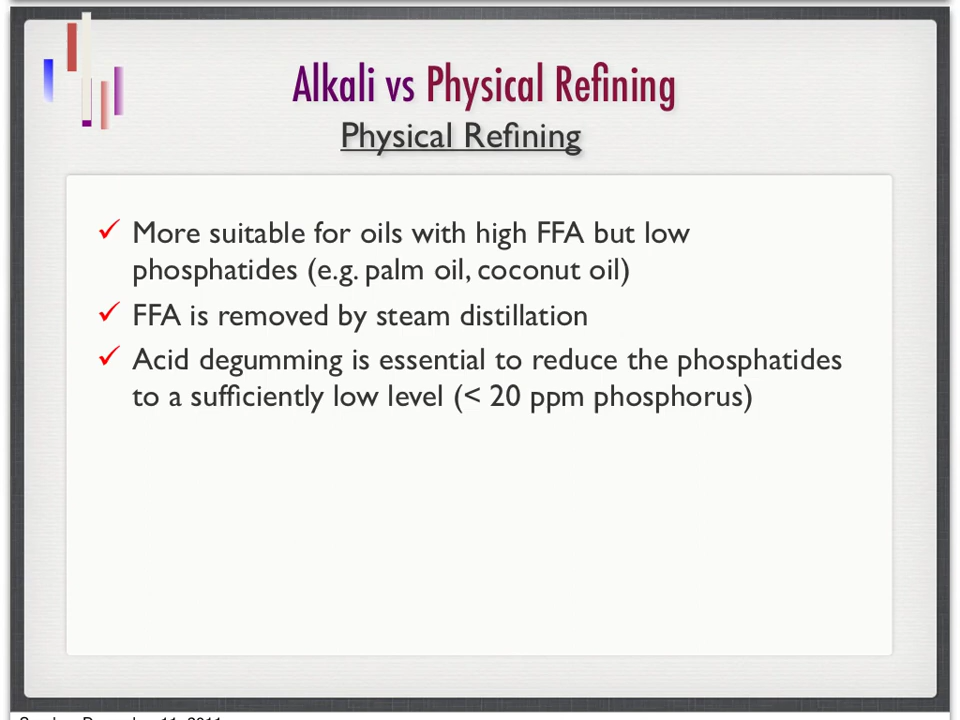 Alkali vs Physical Refining
Physical Refining
✓ More suitable for oils with high FFA but low
phosphatides (e.g. palm oil, coconut oil)
✓ FFA is removed by steam distillation
✓ Acid degumming is essential to reduce the phosphatides
to a sufficiently low level (< 20 ppm phosphorus)